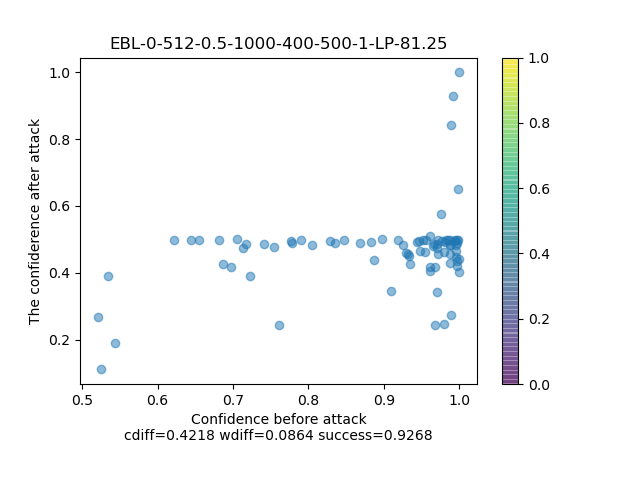 EBL-0-512-0.5-1000-400-500-1-LP-81.25
1.0
0.8
0.6
0.4
0.2
The confiderence after attack
0.5 0.6 0.7 0.8 0.9 1.0
Confidence before attack
cdiff=0.4218 wdiff=0.0864 success=0.9268
1.0
0.8
0.6
0.4
0.2
0.0